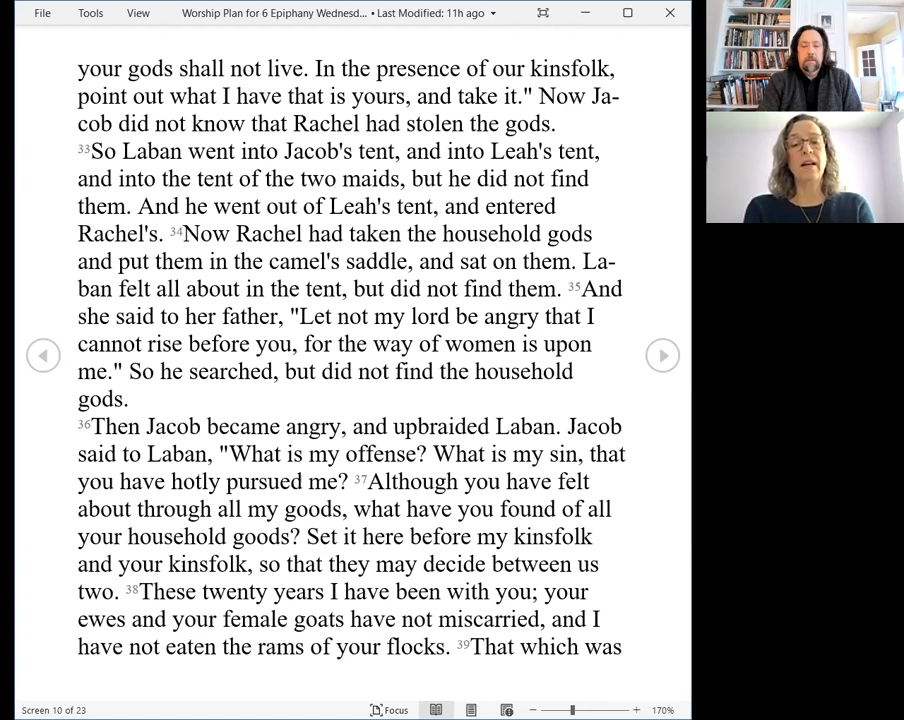 File Tools Worship Plan for 6 Epiphany Wednesd... • Last Modified: 11h ago
your gods shall not live. In the presence of our kinsfolk,
point out what I have that is yours, and take it." Now Ja-
cob did not know that Rachel had stolen the gods.
33So Laban went into Jacob's tent, and into Leah's tent,
and into the tent of the two maids, but he did not find
them. And he went out of Leah's tent, and entered
Rachel's. 34Now Rachel had taken the household gods
and put them in the camel's saddle, and sat on them. La-
ban felt all about in the tent, but did not find them. 35And
she said to her father, "Let not my lord be angry that I
cannot rise before you, for the way of women is upon
me." So he searched, but did not find the household
gods.
36Then Jacob became angry, and upbraided Laban. Jacob
said to Laban, "What is my offense? What is my sin, that
you have hotly pursued me? 37Although you have felt
about through all my goods, what have you found of all
your household goods? Set it here before my kinsfolk
and your kinsfolk, so that they may decide between us
two. 38These twenty years I have been with you; your
ewes and your female goats have not miscarried, and I
have not eaten the rams of your flocks. 39That which was
Screen 10 of 23 Focus 170%